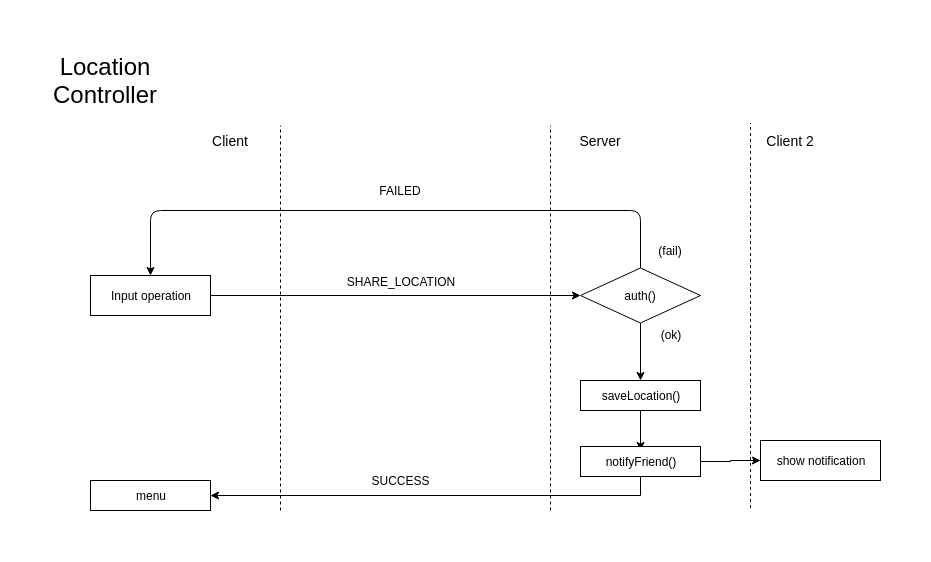 Location
Controller
Client
Server
Client 2
FAILED
(fail)
Input operation
SHARE_LOCATION
auth()
(ok)
saveLocation()
notifyFriend()
show notification
SUCCESS
menu